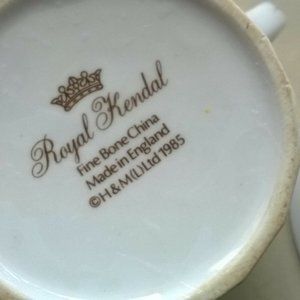 Royal Kendal
Fine Bone China
Made in England
©H&M(L)Ltd 1985